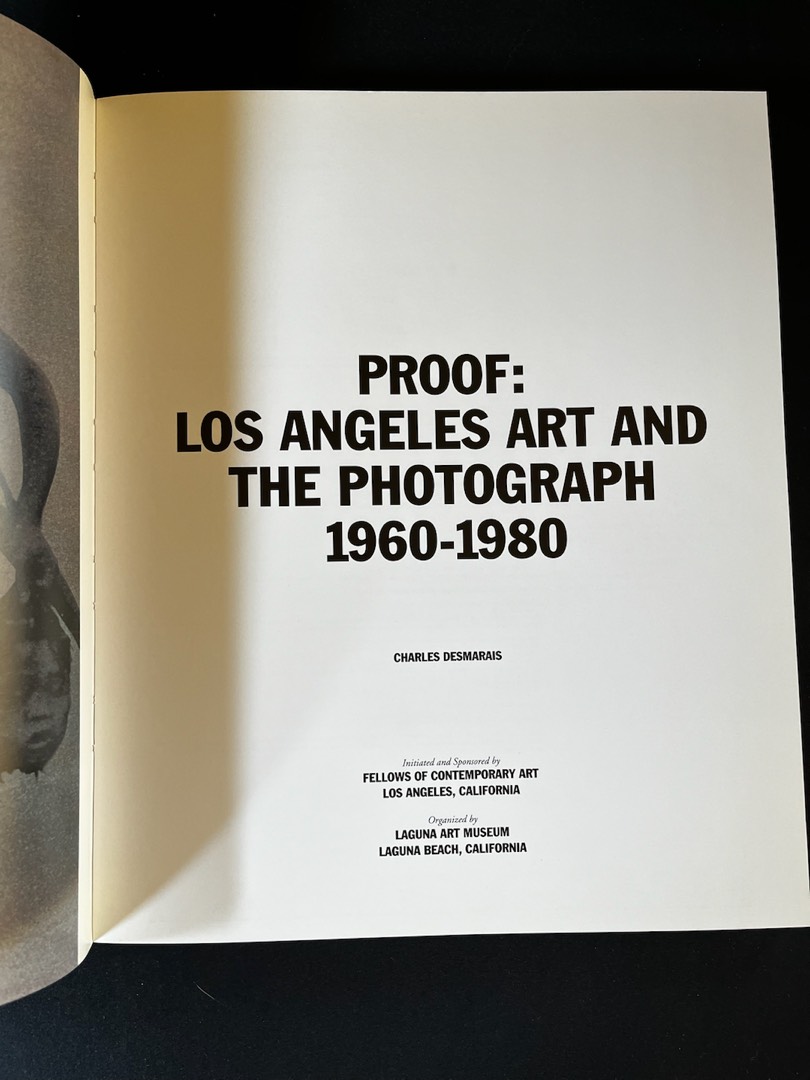 PROOF:
LOS ANGELES ART AND
THE PHOTOGRAPH
1960-1980
CHARLES DESMARAIS
Initiated and Sponsored by
FELLOWS OF CONTEMPORARY ART
LOS ANGELES, CALIFORNIA
Organized by
LAGUNA ART MUSEUM
LAGUNA BEACH, CALIFORNIA